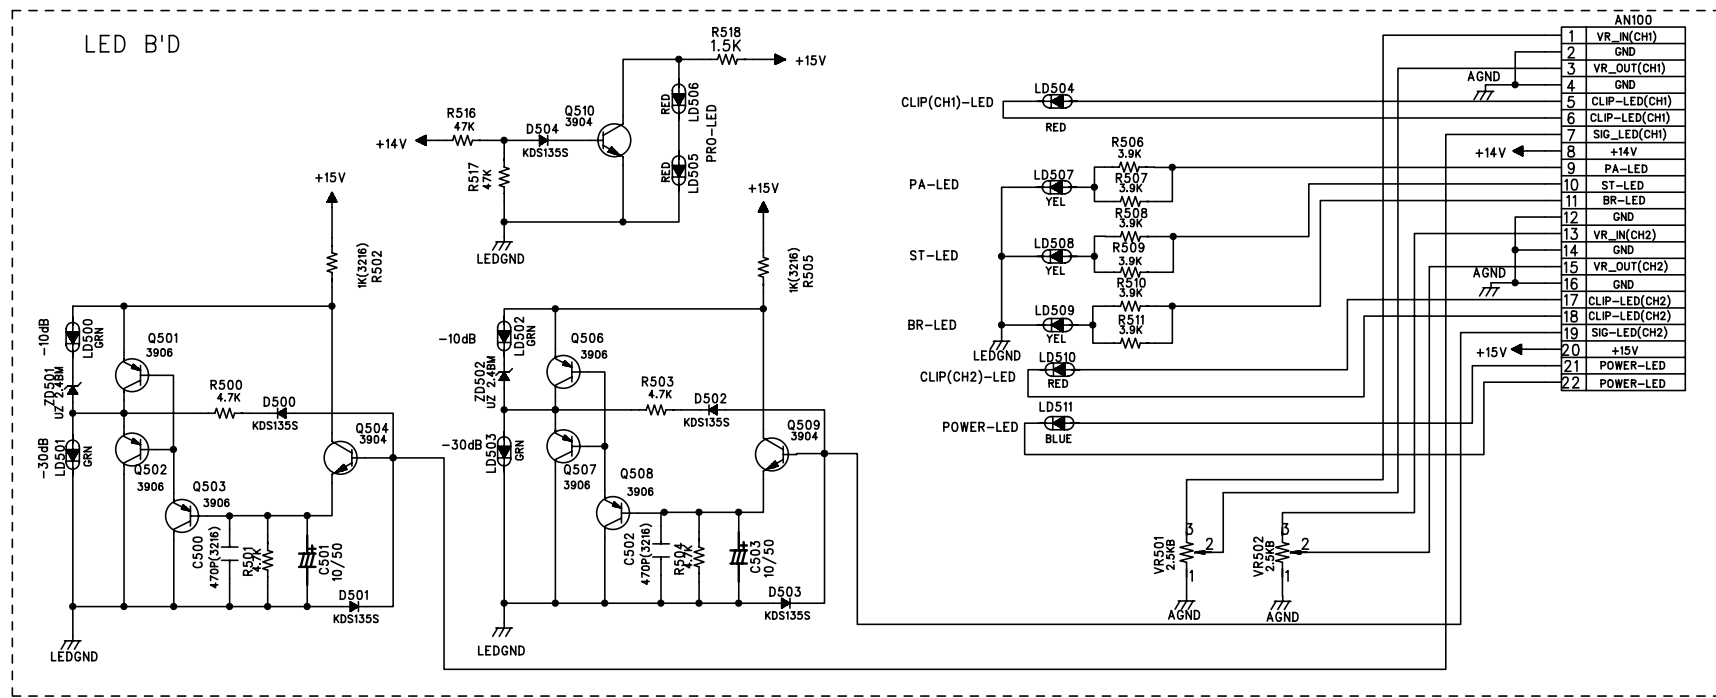 LED B'D
R518
1.5K
+15V
RED
LD506
PRO-LED
RED
LD505
Q510
3904
R516
47K
D504
KDS135S
+14V
R517
47K
LEDGND
+15V
1K(3216)
R502
-10dB
LD500
GRN
Q501
3906
ZD501
UZ 2.4BM
R500
4.7K
D500
KDS135S
Q504
3904
-30dB
LD501
GRN
Q502
3906
Q503
3906
C500
470P(3216)
R501
4.7K
C501
10/50
D501
KDS135S
LEDGND
+15V
1K(3216)
R505
-10dB
LD502
GRN
Q506
3906
ZD502
UZ 2.4BM
R503
4.7K
D502
KDS135S
Q509
3904
-30dB
LD503
GRN
Q507
3906
Q508
3906
C502
470P(3216)
R504
4.7K
C503
10/50
D503
KDS135S
LEDGND
CLIP(CH1)-LED
LD504
RED
PA-LED
LD507
YEL
R506
3.9K
R507
3.9K
ST-LED
LD508
YEL
R508
3.9K
R509
3.9K
BR-LED
LD509
YEL
R510
3.9K
R511
3.9K
LEDGND
CLIP(CH2)-LED
LD510
RED
POWER-LED
LD511
BLUE
AGND
+14V
AGND
+15V
AN100
1 VR_IN(CH1)
2 GND
3 VR_OUT(CH1)
4 GND
5 CLIP-LED(CH1)
6 CLIP-LED(CH1)
7 SIG_LED(CH1)
8 +14V
9 PA-LED
10 ST-LED
11 BR-LED
12 GND
13 VR_IN(CH2)
14 GND
15 VR_OUT(CH2)
16 GND
17 CLIP-LED(CH2)
18 CLIP-LED(CH2)
19 SIG-LED(CH2)
20 +15V
21 POWER-LED
22 POWER-LED
VR501
2.5KB
3
2
1
AGND
VR502
2.5KB
3
2
1
AGND